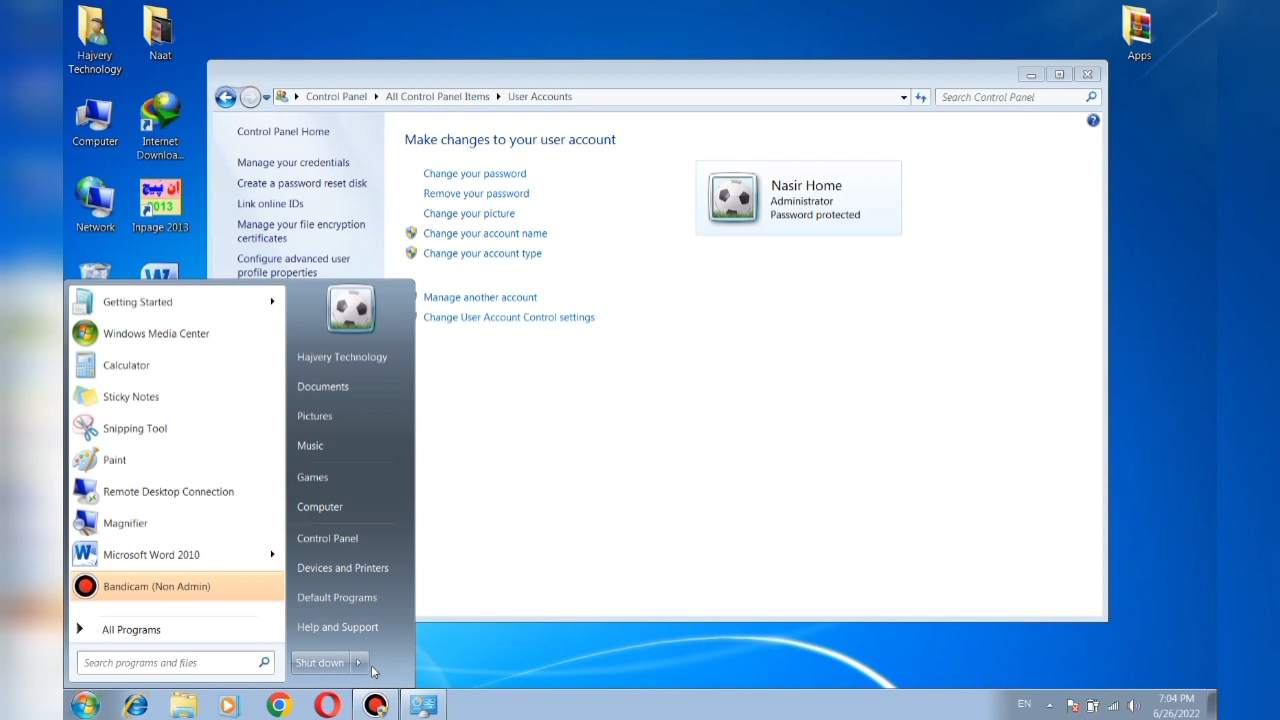 Hajvery
Technology
Naat
Apps
Computer
Internet
Downloa...
Network
ان پیج
2013
Inpage 2013
Control Panel
All Control Panel Items
User Accounts
Search Control Panel
Control Panel Home
Manage your credentials
Create a password reset disk
Link online IDs
Manage your file encryption
certificates
Configure advanced user
profile properties
Make changes to your user account
Change your password
Remove your password
Change your picture
Change your account name
Change your account type
Manage another account
Change User Account Control settings
Nasir Home
Administrator
Password protected
Getting Started
Windows Media Center
Calculator
Sticky Notes
Snipping Tool
Paint
Remote Desktop Connection
Magnifier
Microsoft Word 2010
Bandicam (Non Admin)
All Programs
Search programs and files
Hajvery Technology
Documents
Pictures
Music
Games
Computer
Control Panel
Devices and Printers
Default Programs
Help and Support
Shut down
EN
7:04 PM
6/26/2022